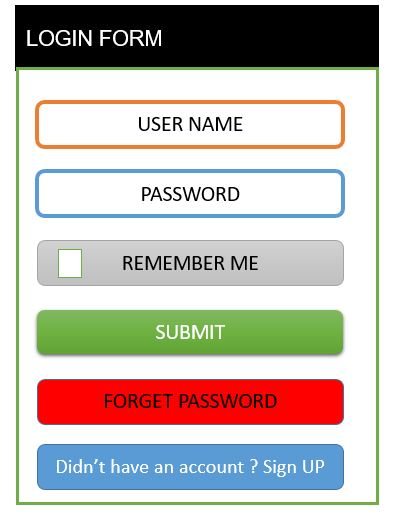 LOGIN FORM
USER NAME
PASSWORD
REMEMBER ME
SUBMIT
FORGET PASSWORD
Didn’t have an account ? Sign UP